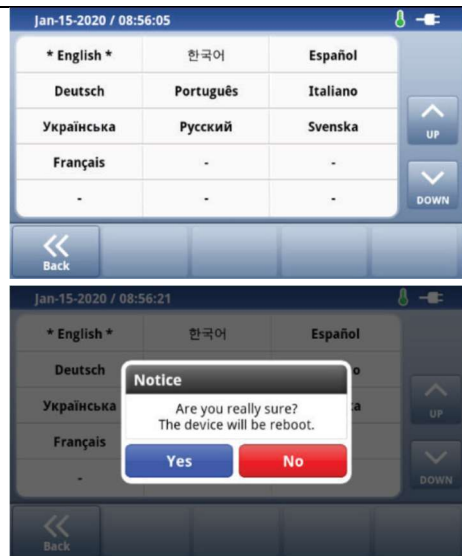 Jan-15-2020 / 08:56:05
* English * 한국어 Español
Deutsch Português Italiano
Українська Русский Svenska
Français - -
- - -
UP
DOWN
Back
Jan-15-2020 / 08:56:21
* English * 한국어 Español
Deutsch o
Notice
Українська a
Are you really sure?
The device will be reboot.
Français
Yes No
-
UP
DOWN
Back